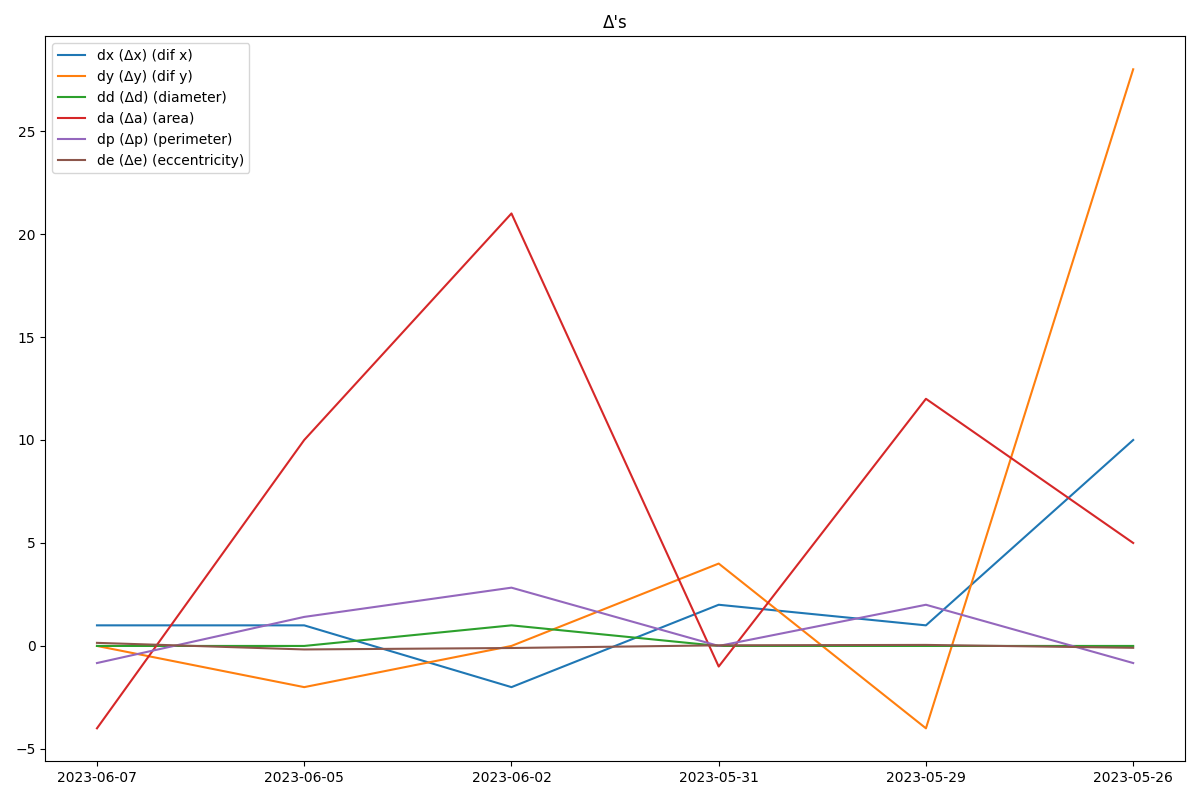 Δ's
dx (Δx) (dif x)
dy (Δy) (dif y)
dd (Δd) (diameter)
da (Δa) (area)
dp (Δp) (perimeter)
de (Δe) (eccentricity)
25
20
15
10
5
0
−5
2023-06-07 2023-06-05 2023-06-02 2023-05-31 2023-05-29 2023-05-26